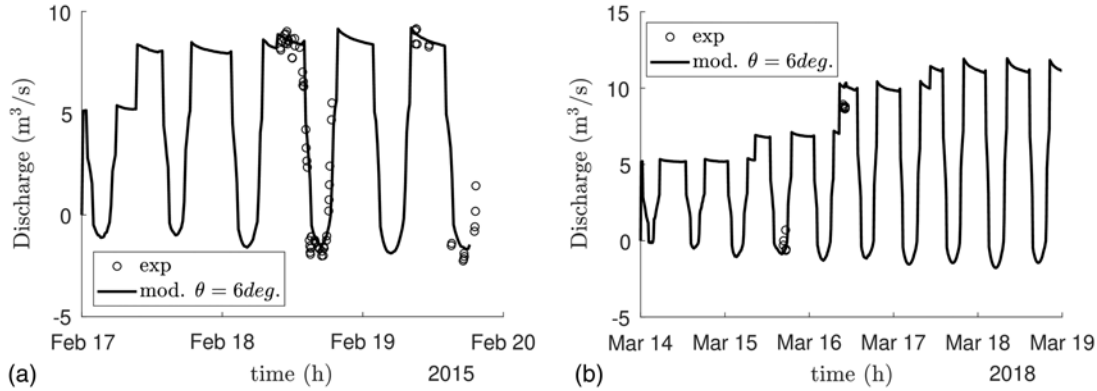 10
5
0
-5
Discharge (m³/s)
exp
mod. θ = 6deg.
Feb 17 Feb 18 Feb 19 Feb 20
(a) time (h) 2015
15
10
5
0
-5
Discharge (m³/s)
exp
mod. θ = 6deg.
Mar 14 Mar 15 Mar 16 Mar 17 Mar 18 Mar 19
(b) time (h) 2018